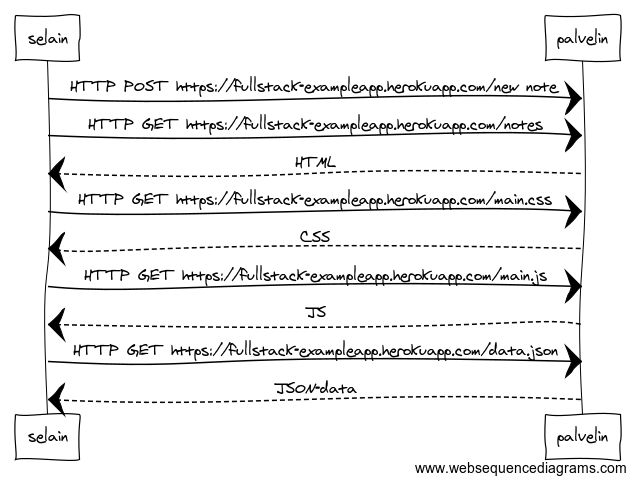 selain palvelin
HTTP POST https://fullstack-exampleapp.herokuapp.com/new note
HTTP GET https://fullstack-exampleapp.herokuapp.com/notes
HTML
HTTP GET https://fullstack-exampleapp.herokuapp.com/main.css
CSS
HTTP GET https://fullstack-exampleapp.herokuapp.com/main.js
JS
HTTP GET https://fullstack-exampleapp.herokuapp.com/data.json
JSON-data
selain palvelin
www.websequencediagrams.com